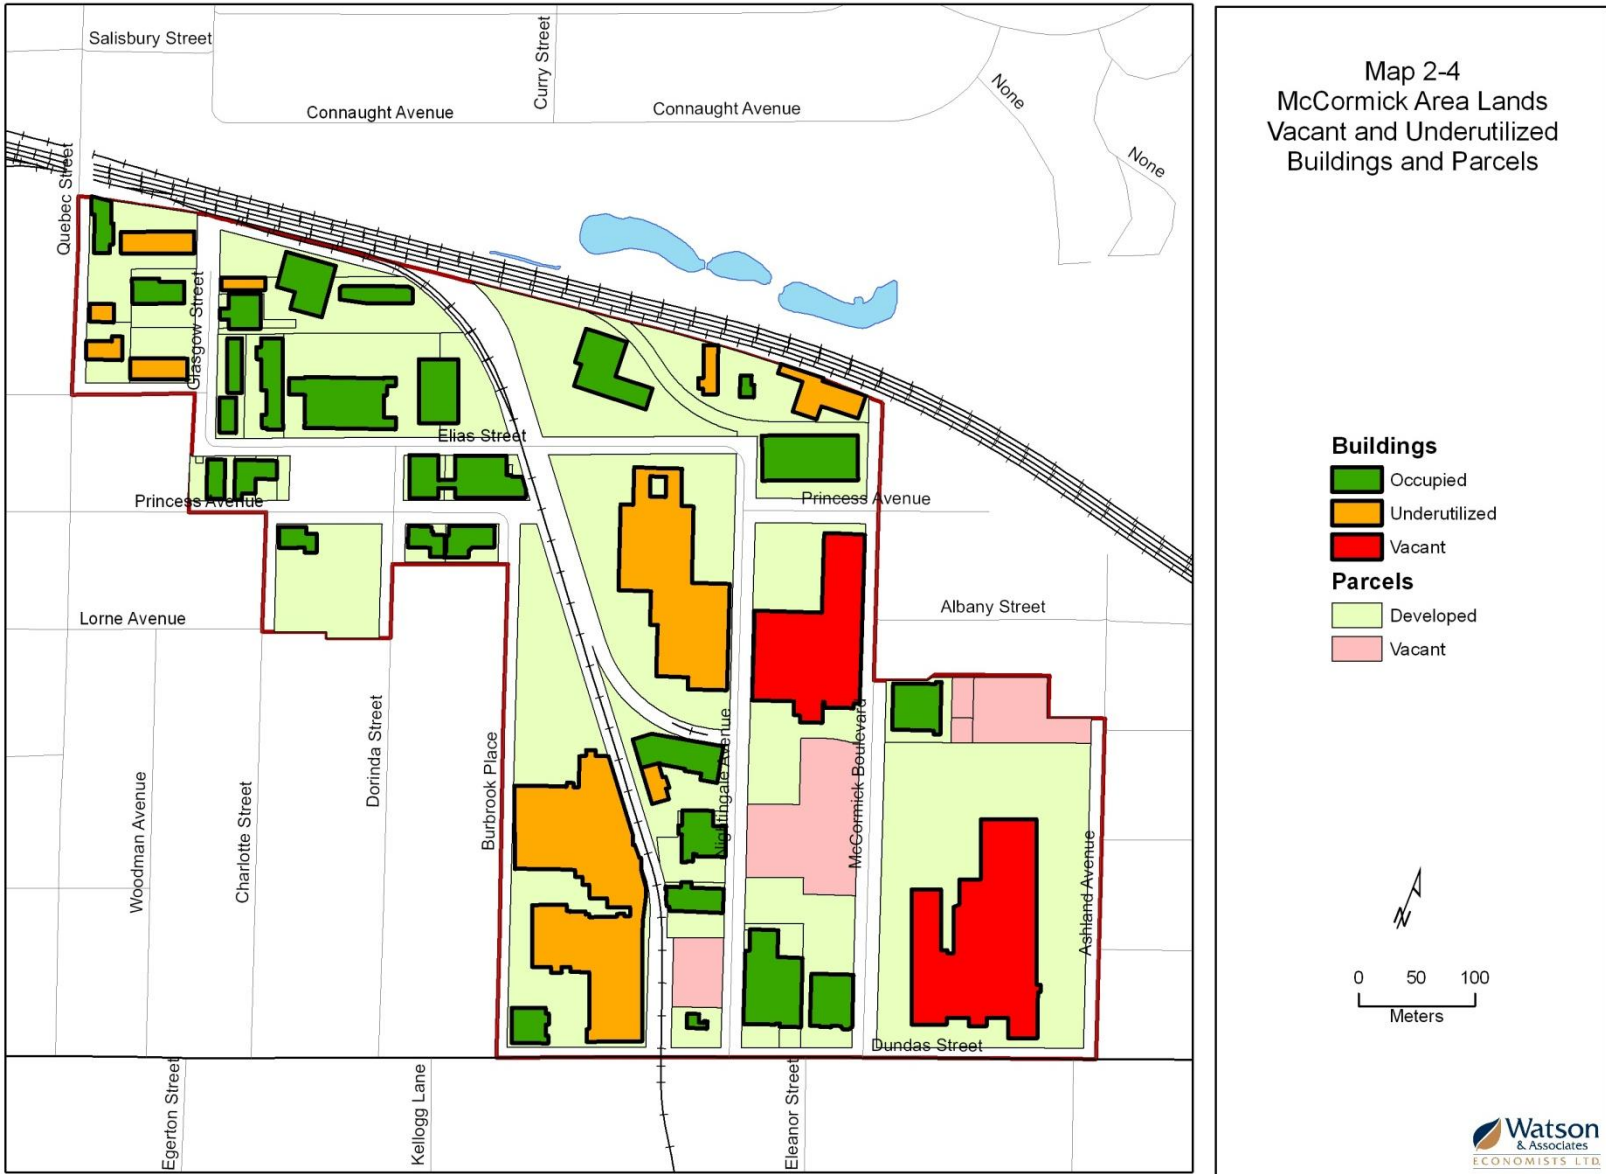 Salisbury Street
Curry Street
Connaught Avenue
Connaught Avenue
None
None
Quebec Street
Glasgow Street
Elias Street
Princess Avenue
Princess Avenue
Lorne Avenue
Albany Street
Woodman Avenue
Charlotte Street
Dorinda Street
Burbrook Place
Nightingale Avenue
McCormick Boulevard
Ashland Avenue
Dundas Street
Egerton Street
Kellogg Lane
Eleanor Street
Map 2-4
McCormick Area Lands
Vacant and Underutilized
Buildings and Parcels
Buildings
Occupied
Underutilized
Vacant
Parcels
Developed
Vacant
N
0 50 100
Meters
Watson
& Associates
ECONOMISTS LTD.